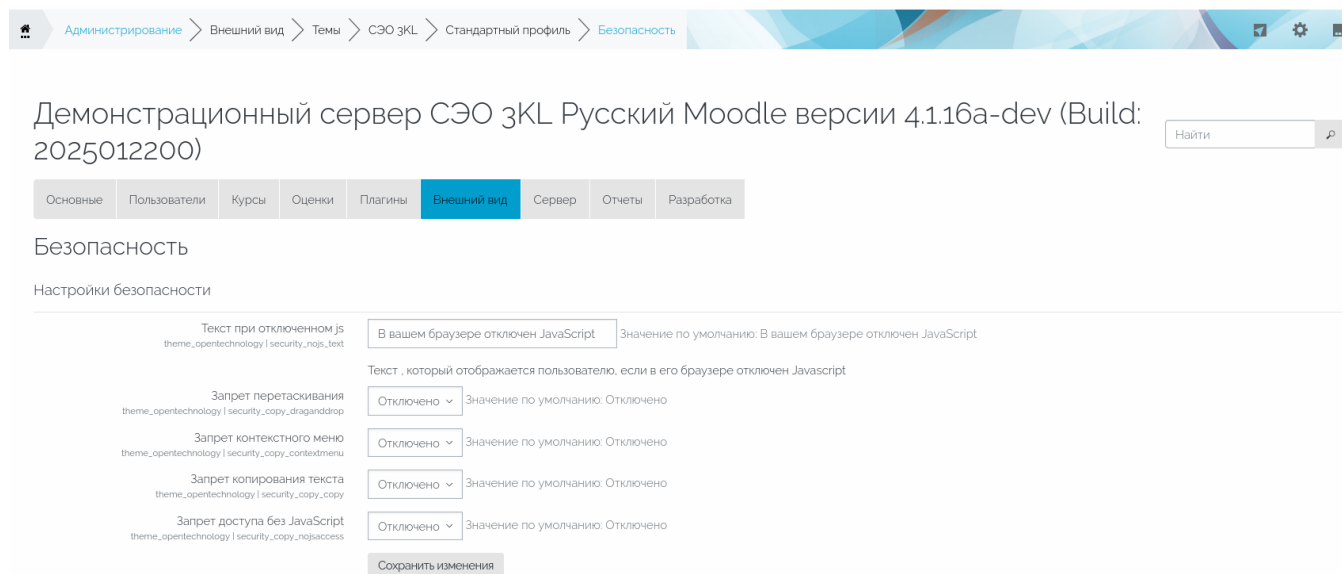 Администрирование Внешний вид Темы СЭО 3KL Стандартный профиль Безопасность
Демонстрационный сервер СЭО 3KL Русский Moodle версии 4.1.16a-dev (Build:
2025012200)
Найти
Основные Пользователи Курсы Оценки Плагины Внешний вид Сервер Отчеты Разработка
Безопасность
Настройки безопасности
Текст при отключенном js
theme_opentechnology | security_nojs_text
В вашем браузере отключен JavaScript Значение по умолчанию: В вашем браузере отключен JavaScript
Текст , который отображается пользователю, если в его браузере отключен Javascript
Запрет перетаскивания
theme_opentechnology | security_copy_draganddrop
Отключено Значение по умолчанию: Отключено
Запрет контекстного меню
theme_opentechnology | security_copy_contextmenu
Отключено Значение по умолчанию: Отключено
Запрет копирования текста
theme_opentechnology | security_copy_copy
Отключено Значение по умолчанию: Отключено
Запрет доступа без JavaScript
theme_opentechnology | security_copy_nojsaccess
Отключено Значение по умолчанию: Отключено
Сохранить изменения